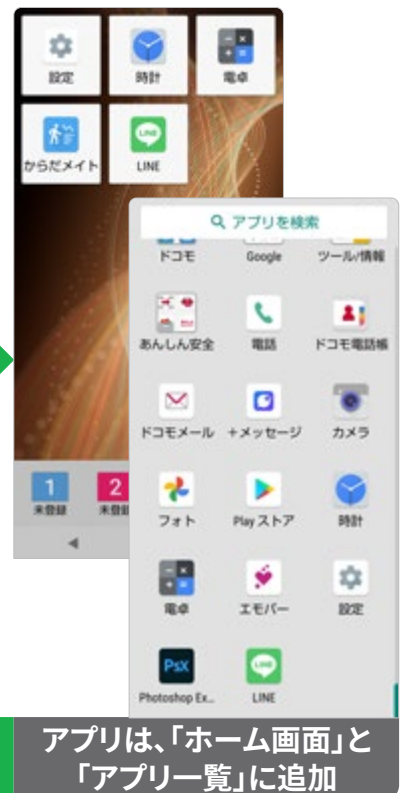 設定 時計 電卓
からだメイト LINE
アプリを検索
ドコモ Google ツール/情報
あんしん安全 電話 ドコモ電話帳
ドコモメール +メッセージ カメラ
フォト Play ストア 時計
電卓 エモパー 設定
PsX
Photoshop Ex... LINE
1 2
未登録 未登録
アプリは、「ホーム画面」と
「アプリ一覧」に追加